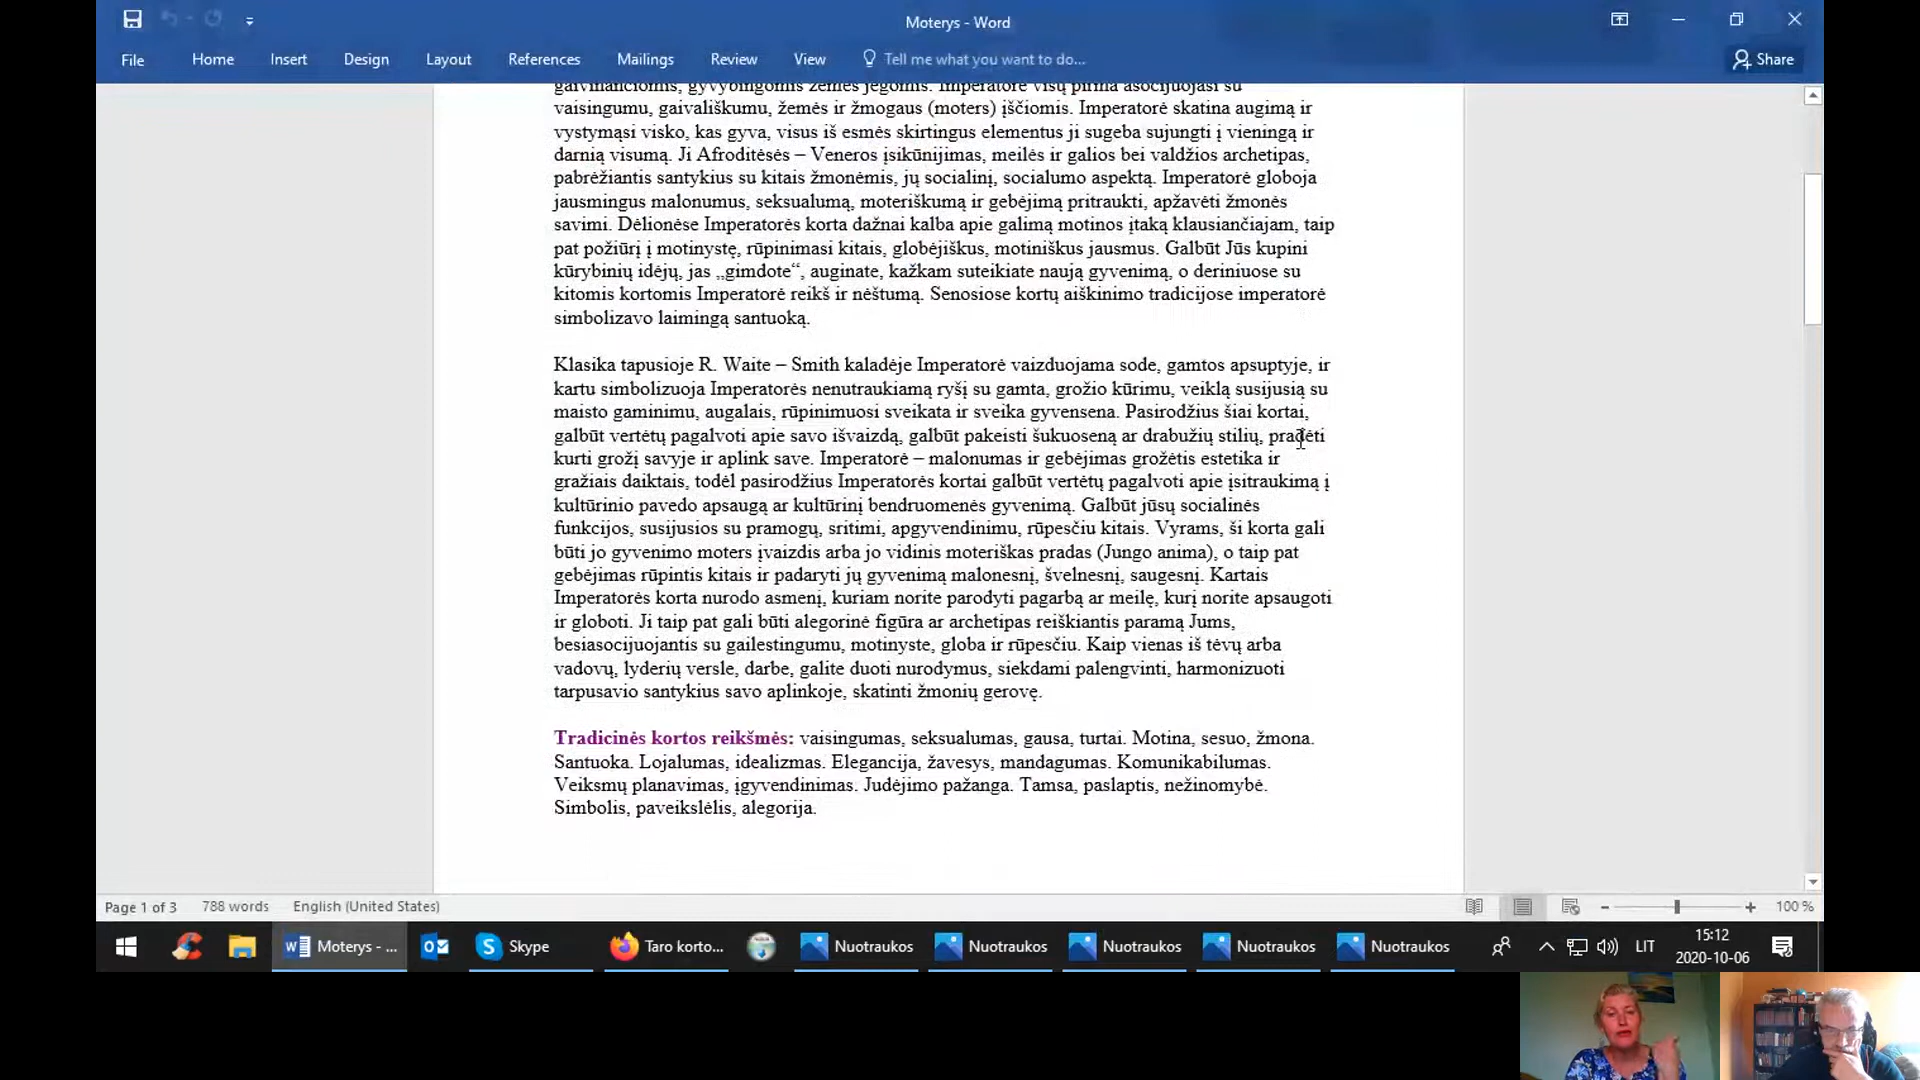 Moterys - Word
File Home Insert Design Layout References Mailings Review View Tell me what you want to do... Share
gaivinančiomis, gyvybingomis žemės jėgomis. Imperatorė visų pirma asocijuojasi su
vaisingumu, gaivališkumu, žemės ir žmogaus (moters) įsčiomis. Imperatorė skatina augimą ir
vystymąsi visko, kas gyva, visus iš esmės skirtingus elementus ji sugeba sujungti į vieningą ir
darnią visumą. Ji Afroditėsės – Veneros įsikūnijimas, meilės ir galios bei valdžios archetipas,
pabrėžiantis santykius su kitais žmonėmis, jų socialinį, socialumo aspektą. Imperatorė globoja
jausmingus malonumus, seksualumą, moteriškumą ir gebėjimą pritraukti, apžavėti žmonės
savimi. Dėlionėse Imperatorės korta dažnai kalba apie galimą motinos įtaką klausiančiajam, taip
pat požiūrį į motinystę, rūpinimasi kitais, globėjiškus, motiniškus jausmus. Galbūt Jūs kupini
kūrybinių idėjų, jas „gimdote“, auginate, kažkam suteikiate naują gyvenimą, o deriniuose su
kitomis kortomis Imperatorė reikš ir nėštumą. Senosiose kortų aiškinimo tradicijose imperatorė
simbolizavo laimingą santuoką.
Klasika tapusioje R. Waite – Smith kaladėje Imperatorė vaizduojama sode, gamtos apsuptyje, ir
kartu simbolizuoja Imperatorės nenutraukiamą ryšį su gamta, grožio kūrimu, veiklą susijusią su
maisto gaminimu, augalais, rūpinimuosi sveikata ir sveika gyvensena. Pasirodžius šiai kortai,
galbūt vertėtų pagalvoti apie savo išvaizdą, galbūt pakeisti šukuoseną ar drabužių stilių, pradėti
kurti grožį savyje ir aplink save. Imperatorė – malonumas ir gebėjimas grožėtis estetika ir
gražiais daiktais, todėl pasirodžius Imperatorės kortai galbūt vertėtų pagalvoti apie įsitraukimą į
kultūrinio pavedo apsaugą ar kultūrinį bendruomenės gyvenimą. Galbūt jūsų socialinės
funkcijos, susijusios su pramogų, sritimi, apgyvendinimu, rūpesčiu kitais. Vyrams, ši korta gali
būti jo gyvenimo moters įvaizdis arba jo vidinis moteriškas pradas (Jungo anima), o taip pat
gebėjimas rūpintis kitais ir padaryti jų gyvenimą malonesnį, švelnesnį, saugesnį. Kartais
Imperatorės korta nurodo asmenį, kuriam norite parodyti pagarbą ar meilę, kurį norite apsaugoti
ir globoti. Ji taip pat gali būti alegorinė figūra ar archetipas reiškiantis paramą Jums,
besiasocijuojantis su gailestingumu, motinyste, globa ir rūpesčiu. Kaip vienas iš tėvų arba
vadovų, lyderių versle, darbe, galite duoti nurodymus, siekdami palengvinti, harmonizuoti
tarpusavio santykius savo aplinkoje, skatinti žmonių gerovę.
Tradicinės kortos reikšmės: vaisingumas, seksualumas, gausa, turtai. Motina, sesuo, žmona.
Santuoka. Lojalumas, idealizmas. Elegancija, žavesys, mandagumas. Komunikabilumas.
Veiksmų planavimas, įgyvendinimas. Judėjimo pažanga. Tamsa, paslaptis, nežinomybė.
Simbolis, paveikslėlis, alegorija.
Page 1 of 3 788 words English (United States) 100 %
Moterys - ... Skype Taro korto... Nuotraukos Nuotraukos Nuotraukos Nuotraukos Nuotraukos LIT 15:12
2020-10-06